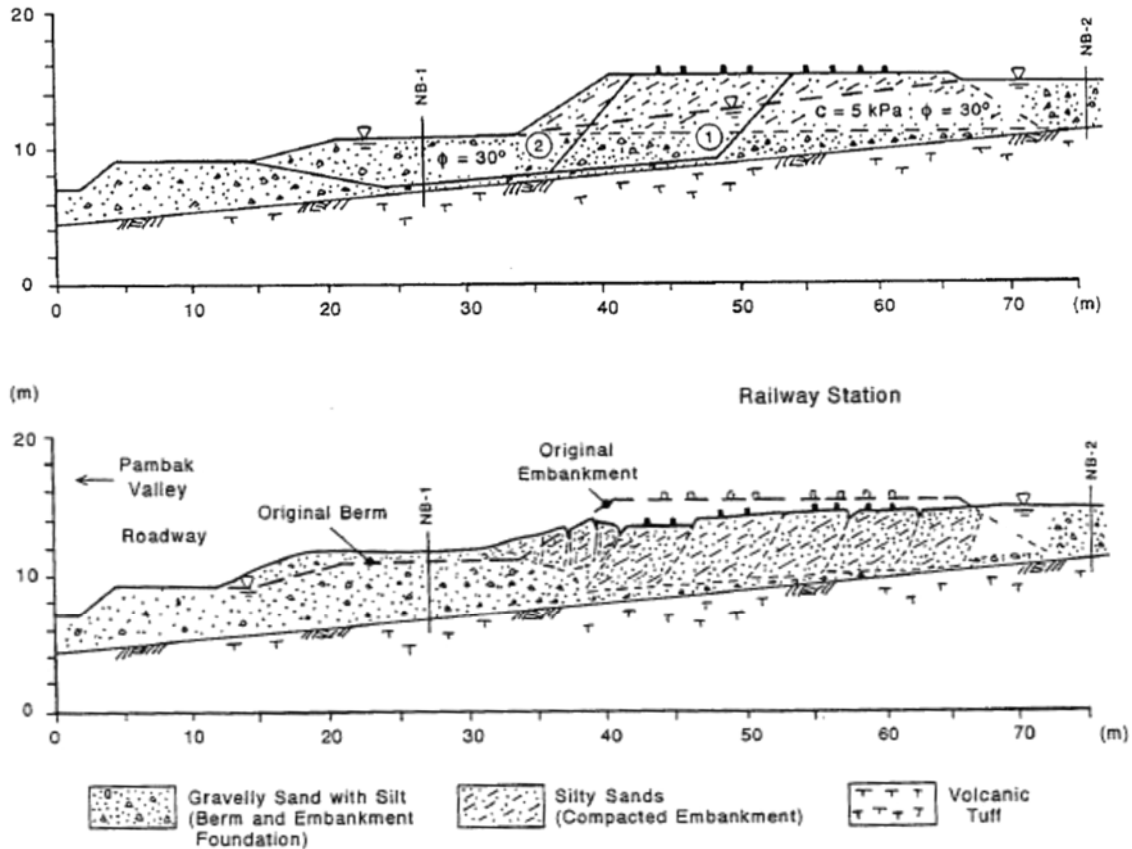 20
10
0
NB-1
NB-2
φ = 30º
2
1
c = 5 kPa : φ = 30º
0 10 20 30 40 50 60 70 (m)
(m)
Railway Station
20
10
0
Pambak
Valley
Roadway
Original Berm
NB-1
Original
Embankment
NB-2
0 10 20 30 40 50 60 70 (m)
Gravelly Sand with Silt
(Berm and Embankment
Foundation)
Silty Sands
(Compacted Embankment)
Volcanic
Tuff